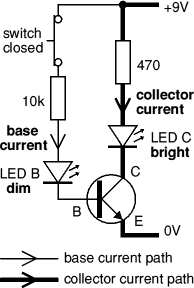 +9V
switch
closed
10k
470
base
current
collector
current
LED B
dim
LED C
bright
C
B
E
0V
base current path
collector current path